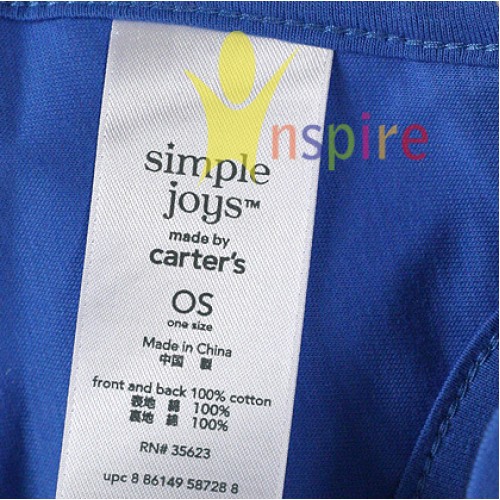 nspire
simple
joys™
made by
carter's
OS
one size
Made in China
中国 製
front and back 100% cotton
表地 綿 100%
裏地 綿 100%
RN# 35623
upc 8 86149 58728 8